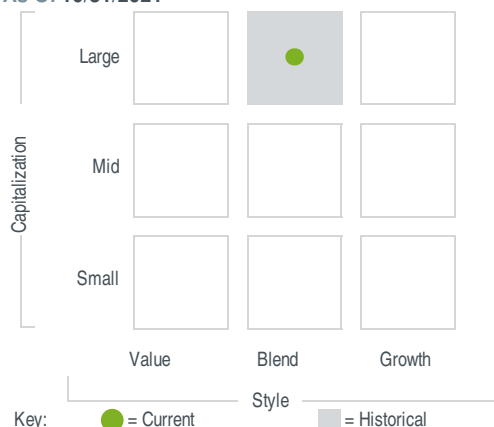 Large
Mid
Capitalization
Small
Value Blend Growth
Style
Key: = Current = Historical